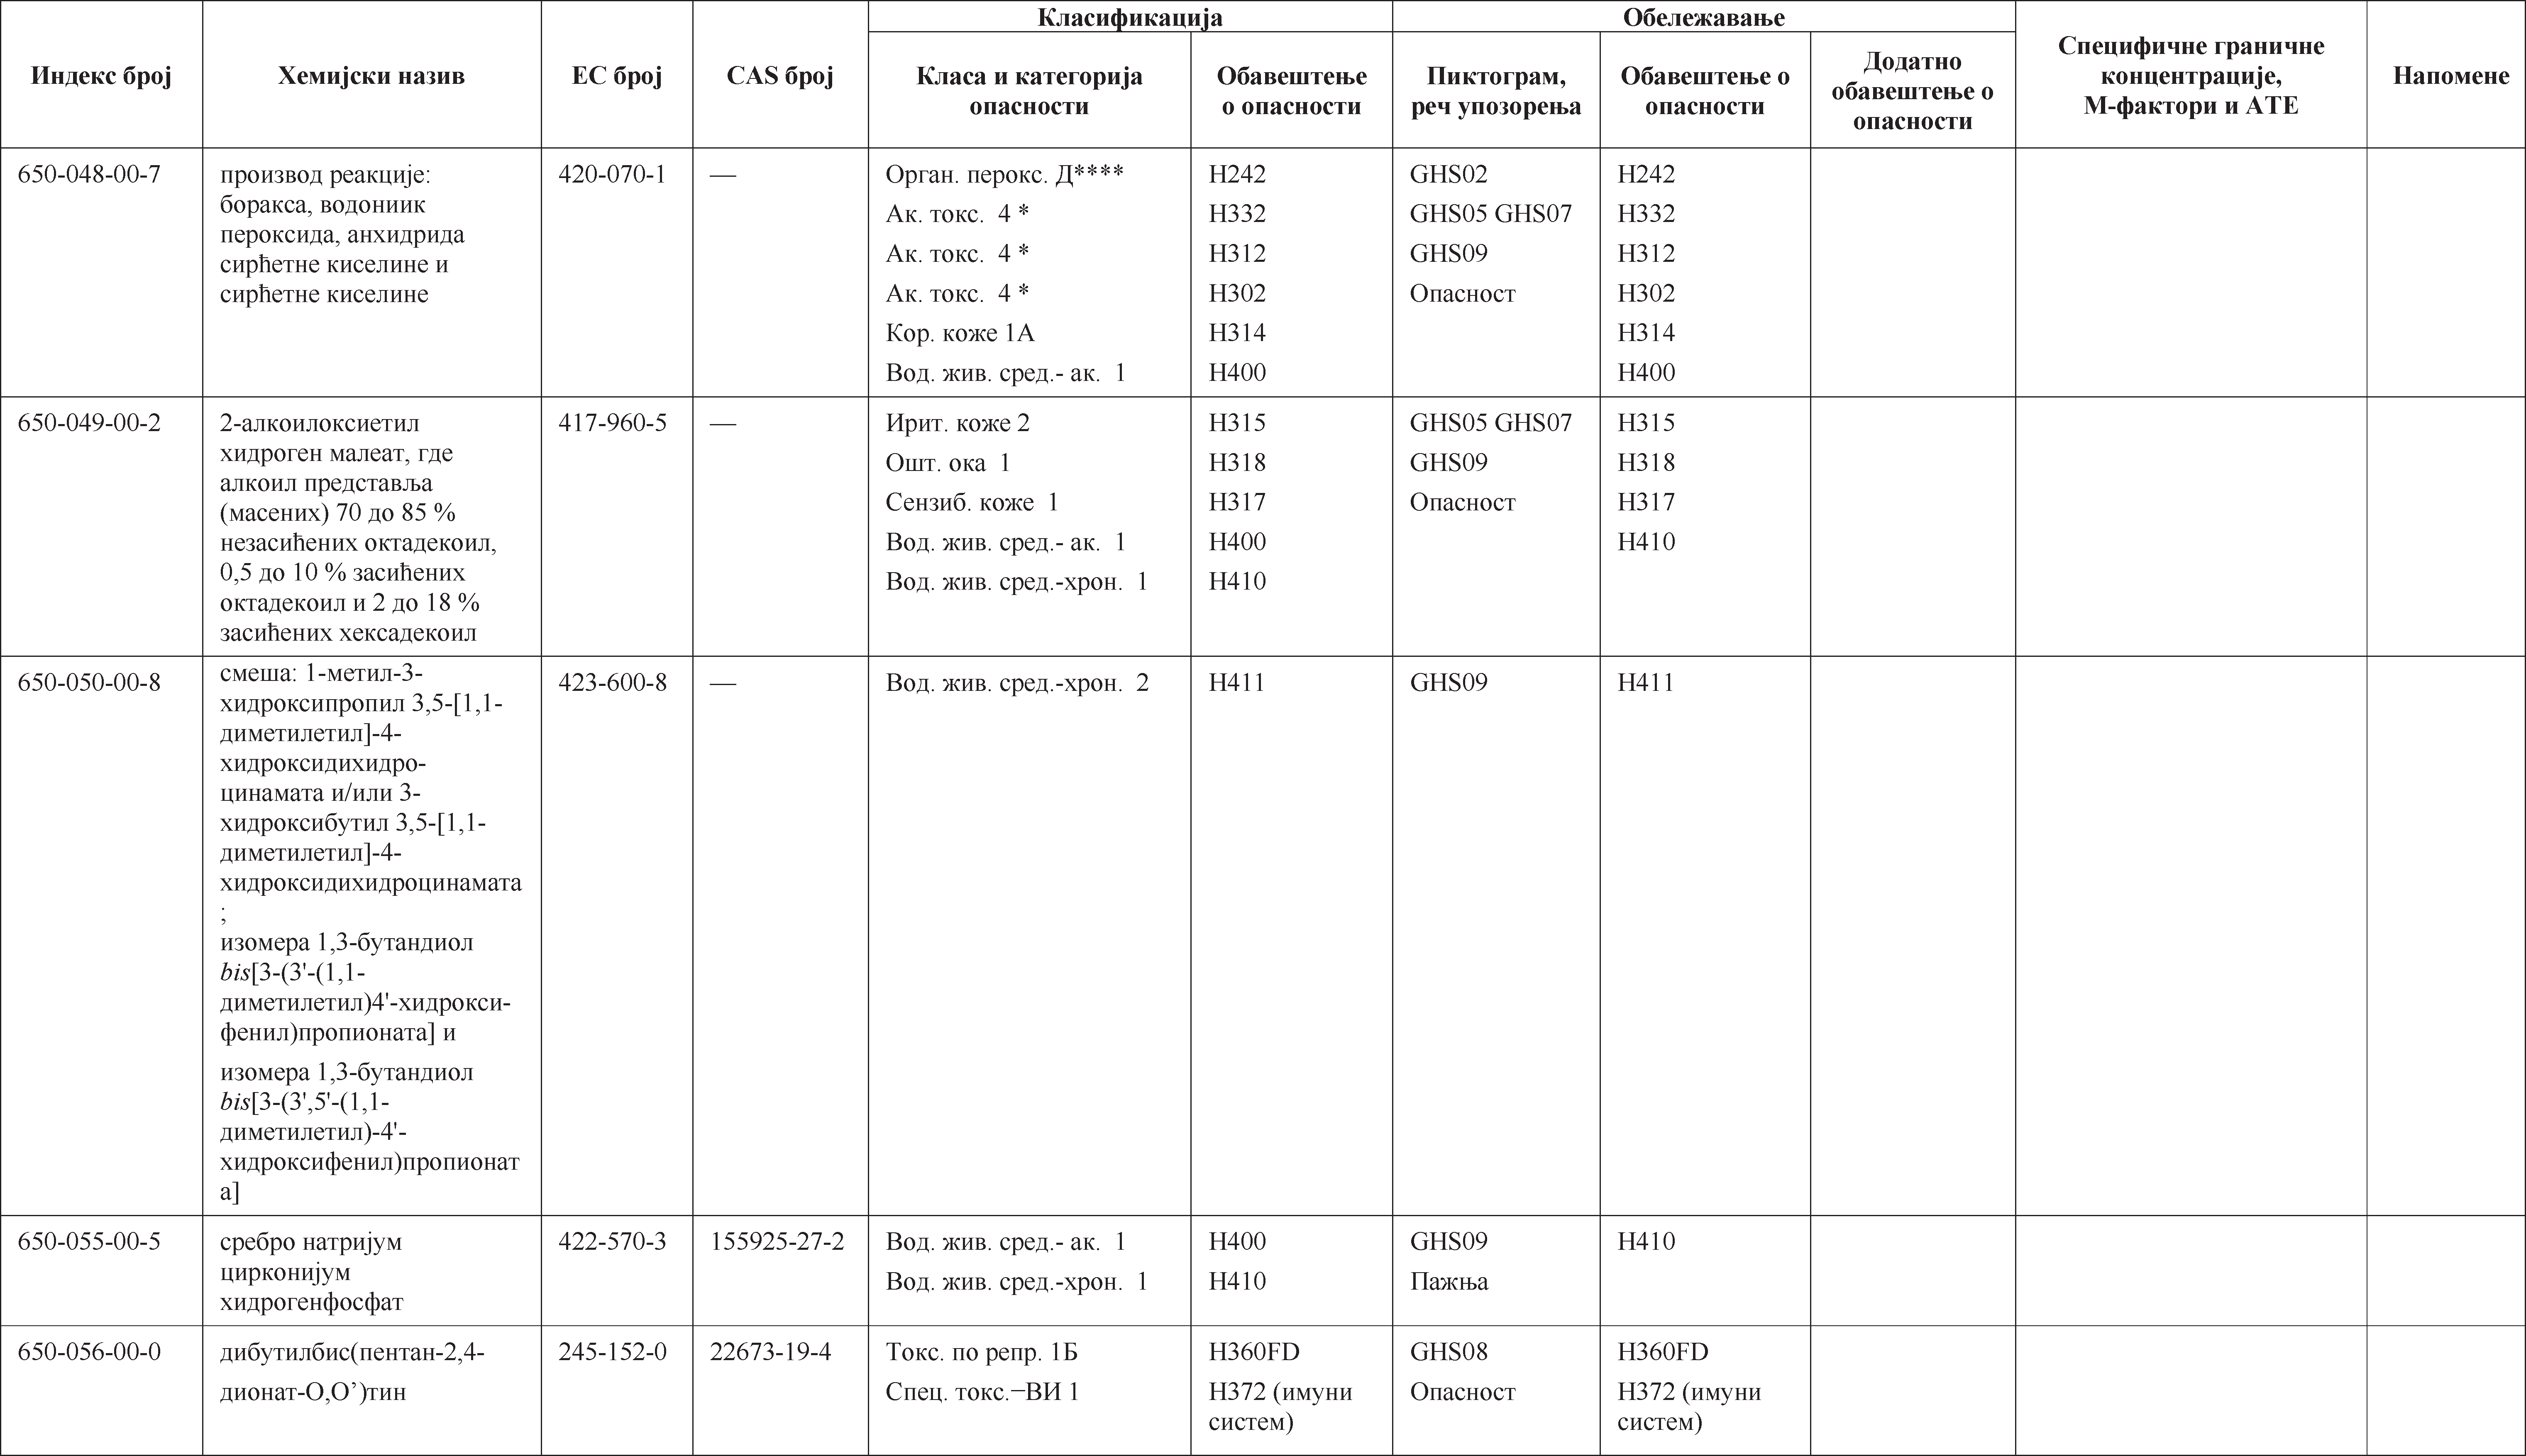 Класификација
Обележавање
Индекс број
Хемијски назив
ЕС број
CAS број
Класа и категорија
опасности
Обавештење
о опасности
Пиктограм,
реч упозорења
Обавештење о
опасности
Додатно
обавештење о
опасности
Специфичне граничне
концентрације,
М-фактори и АТЕ
Напомене
650-048-00-7
производ реакције:
боракса, водониик
пероксида, анхидрида
сирћетне киселине и
сирћетне киселине
420-070-1
—
Орган. перокс. Д****
Ак. токс.  4 *
Ак. токс.  4 *
Ак. токс.  4 *
Кор. коже 1А
Вод. жив. сред.- ак.  1
H242
H332
H312
H302
H314
H400
GHS02
GHS05 GHS07
GHS09
Опасност
H242
H332
H312
H302
H314
H400
650-049-00-2
2-алкоилоксиетил
хидроген малеат, где
алкоил представља
(масених) 70 до 85 %
незасићених октадекоил,
0,5 до 10 % засићених
октадекоил и 2 до 18 %
засићених хексадекоил
417-960-5
—
Ирит. коже 2
Ошт. ока  1
Сензиб. коже  1
Вод. жив. сред.- ак.  1
Вод. жив. сред.-хрон.  1
H315
H318
H317
H400
H410
GHS05 GHS07
GHS09
Опасност
H315
H318
H317
H410
650-050-00-8
смеша: 1-метил-3-
хидроксипропил 3,5-[1,1-
диметилетил]-4-
хидроксидихидро-
цинамата и/или 3-
хидроксибутил 3,5-[1,1-
диметилетил]-4-
хидроксидихидроцинамата
;
изомера 1,3-бутандиол
bis[3-(3'-(1,1-
диметилетил)4'-хидрокси-
фенил)пропионата] и
изомера 1,3-бутандиол
bis[3-(3',5'-(1,1-
диметилетил)-4'-
хидроксифенил)пропионат
а]
423-600-8
—
Вод. жив. сред.-хрон.  2
H411
GHS09
H411
650-055-00-5
сребро натријум
цирконијум
хидрогенфосфат
422-570-3
155925-27-2
Вод. жив. сред.- ак.  1
Вод. жив. сред.-хрон.  1
H400
H410
GHS09
Пажња
H410
650-056-00-0
дибутилбис(пентан-2,4-
дионат-О,О’)тин
245-152-0
22673-19-4
Токс. по репр. 1Б
Спец. токс.−ВИ 1
H360FD
H372 (имуни
систем)
GHS08
Опасност
H360FD
H372 (имуни
систем)